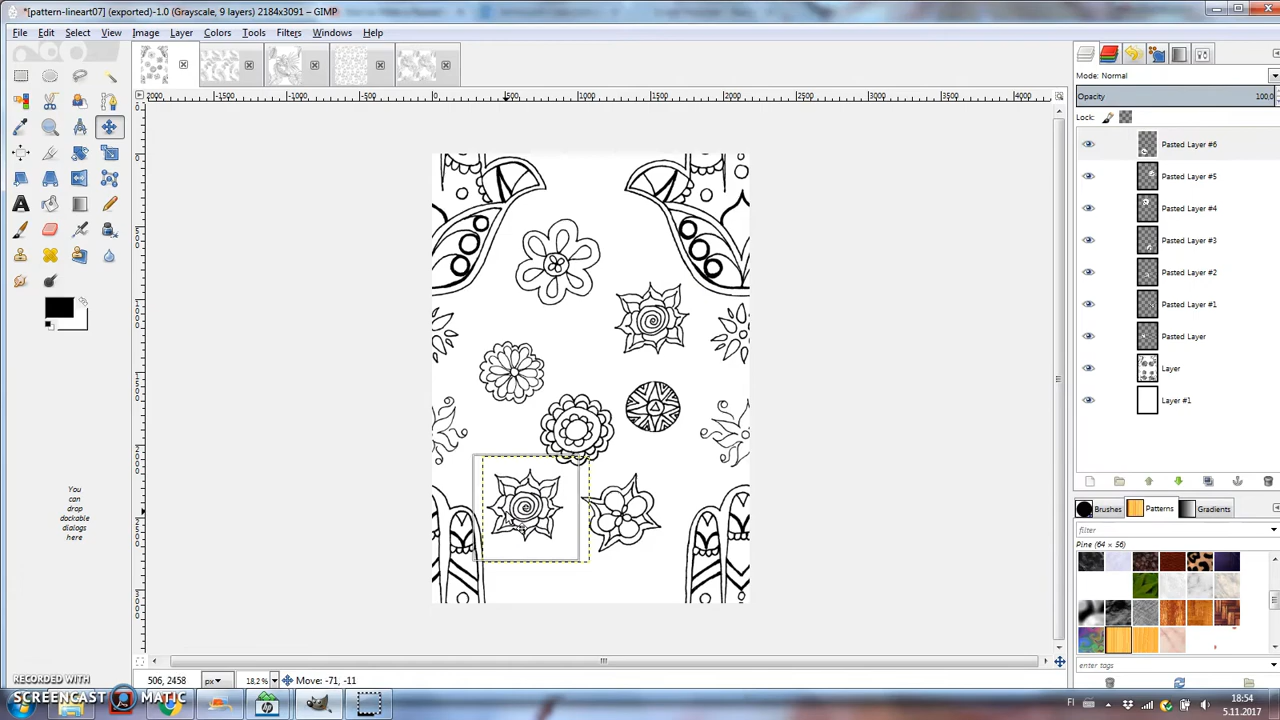 *[pattern-lineart07] (exported)-1.0 (Grayscale, 9 layers) 2184x3091 – GIMP
File Edit Select View Image Layer Colors Tools Filters Windows Help
Mode: Normal
Opacity 100.0
Lock:
Pasted Layer #6
Pasted Layer #5
Pasted Layer #4
Pasted Layer #3
Pasted Layer #2
Pasted Layer #1
Pasted Layer
Layer
Layer #1
You
can
drop
dockable
dialogs
here
Brushes Patterns Gradients
filter
Pine (64 × 56)
enter tags
506, 2458 px 18,2% Move: -71, -11
RECORDED WITH
SCREENCAST MATIC
FI 18:54
5.11.2017